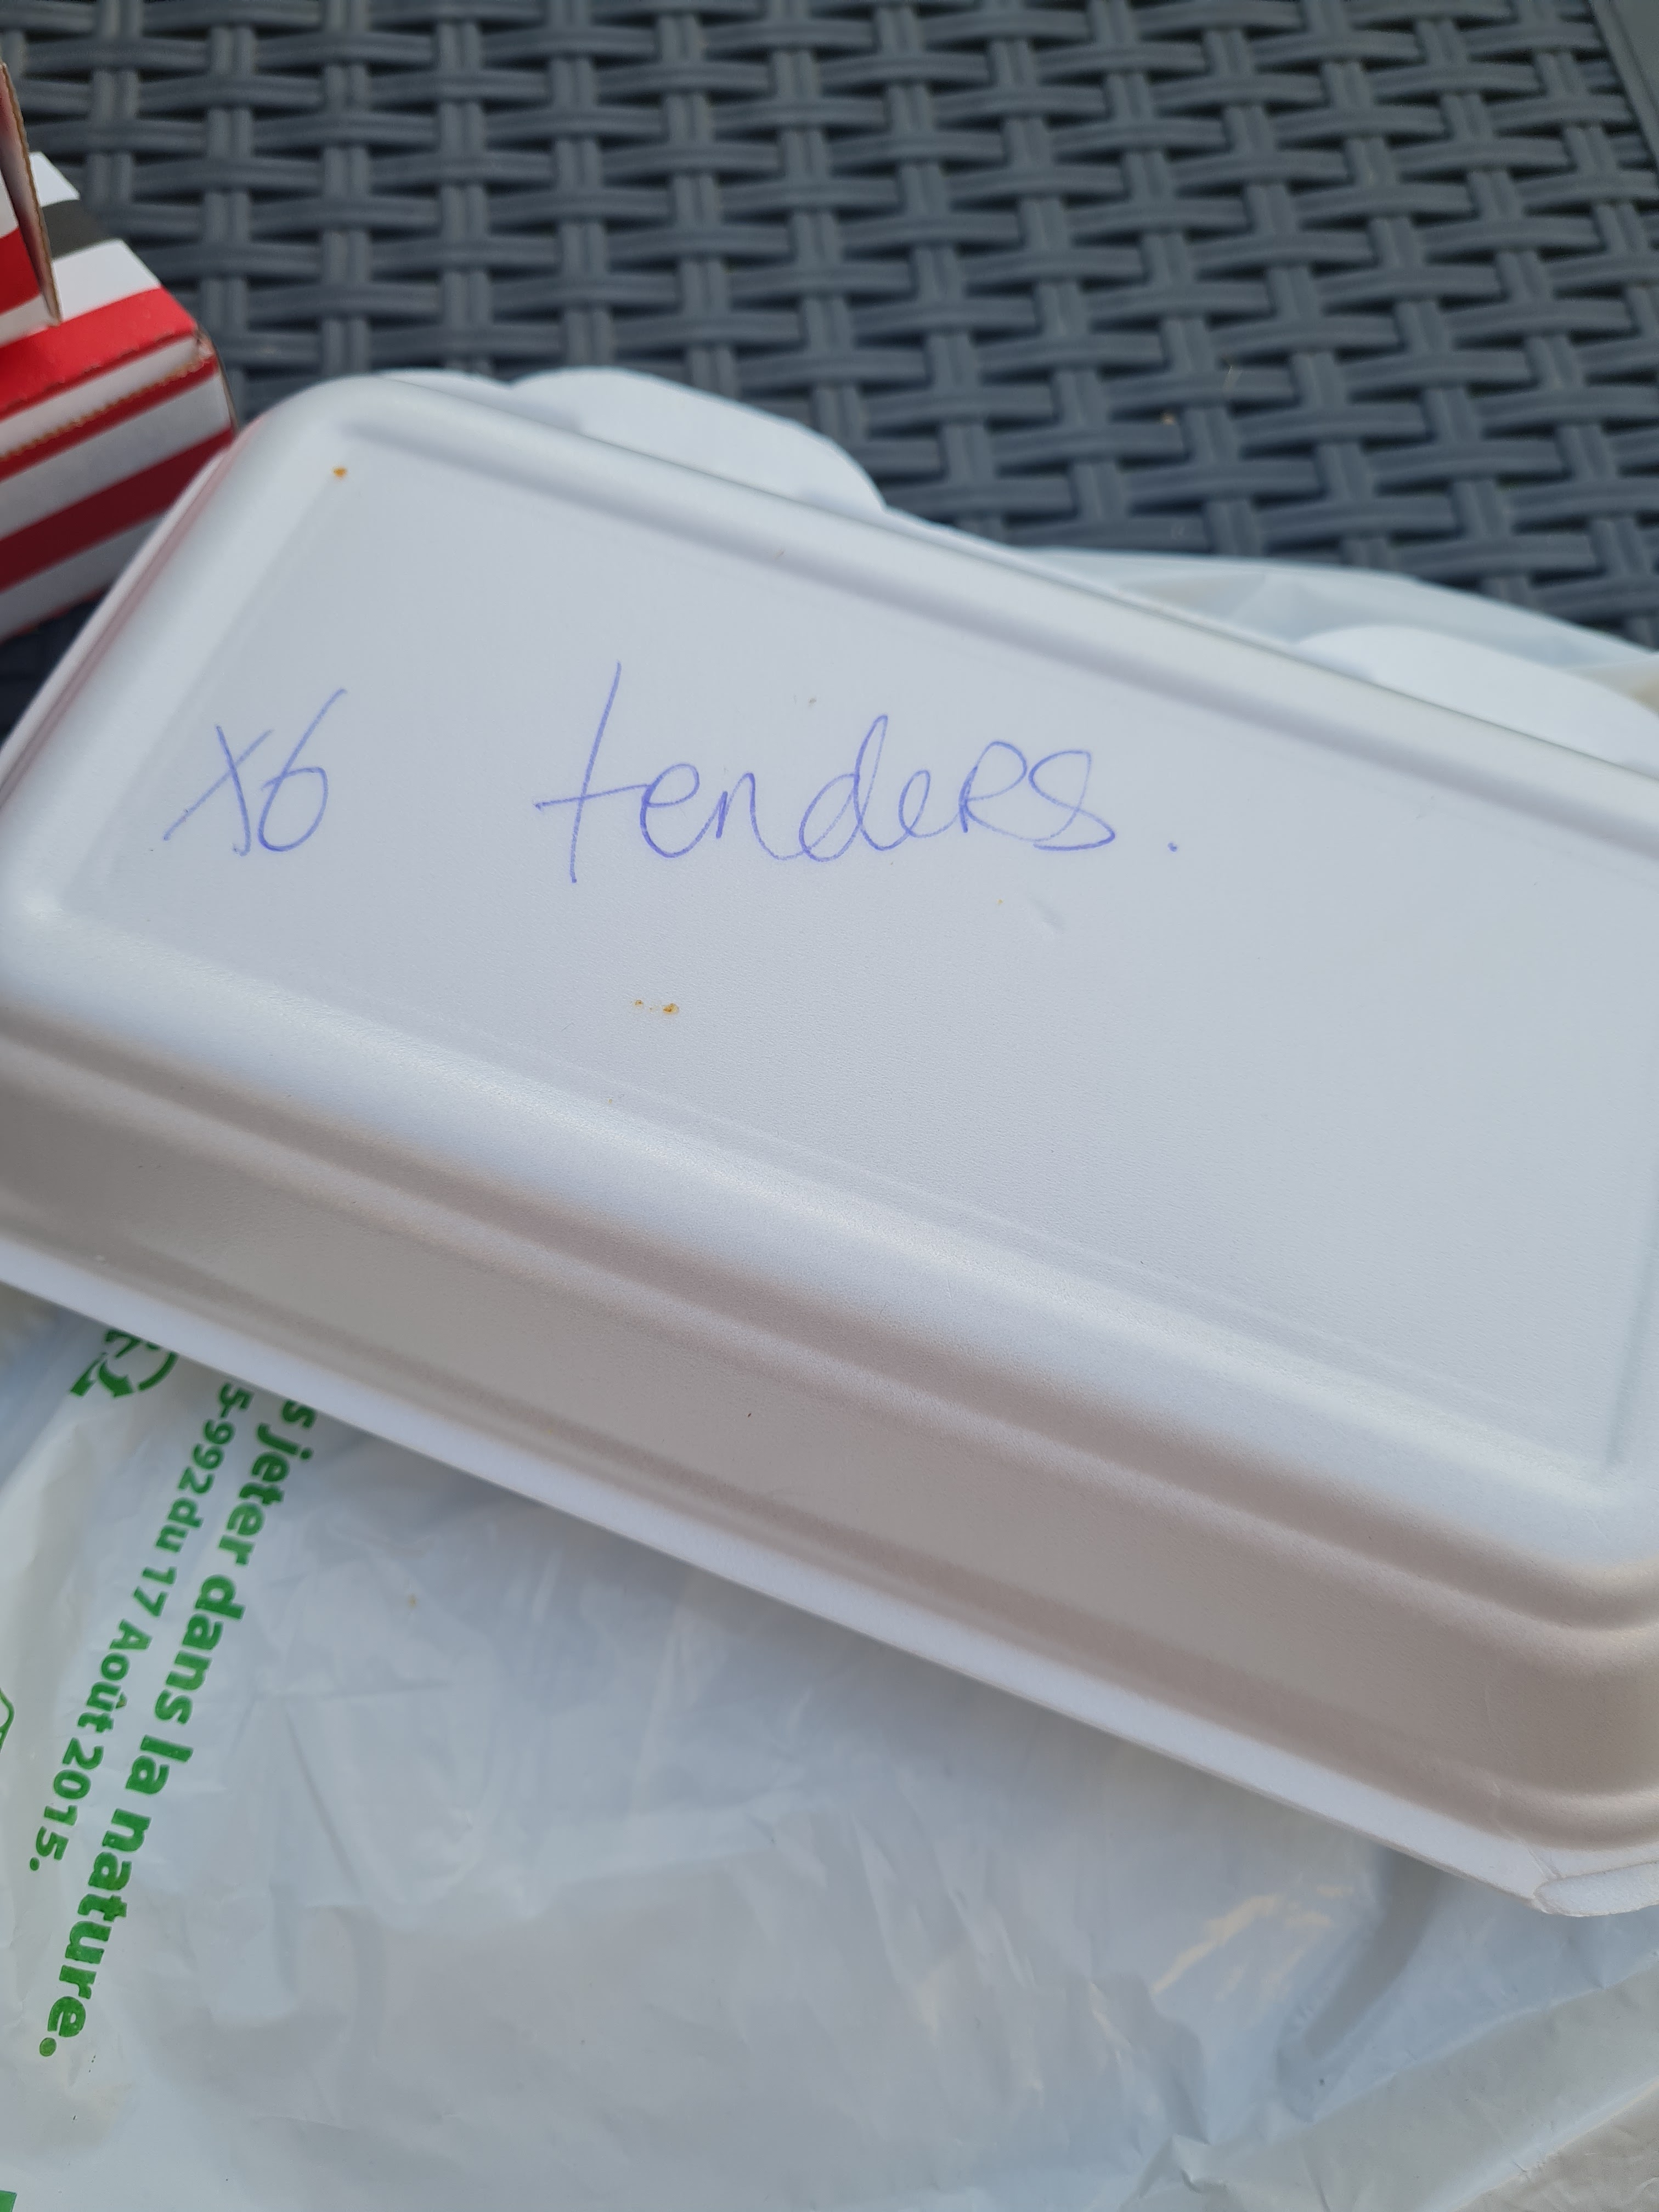 x6 tenders.
s jeter dans la nature.
5-992du 17 Août 2015.